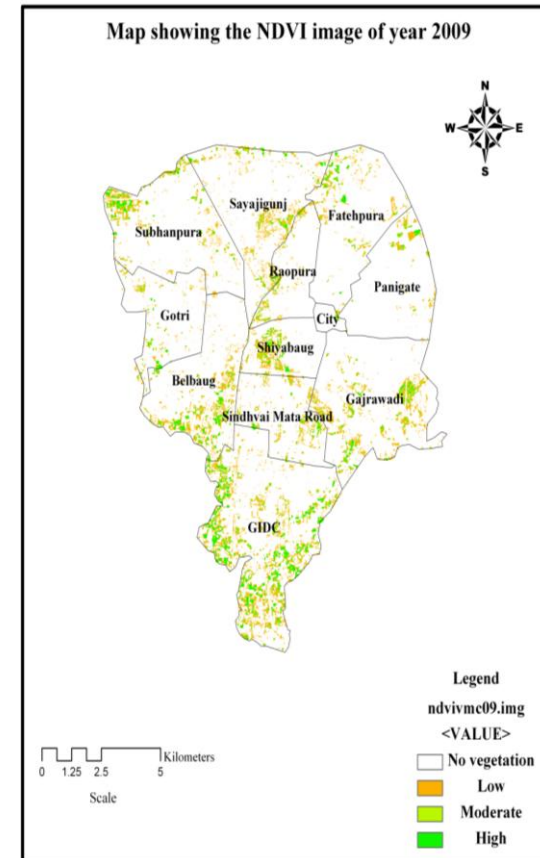 Map showing the NDVI image of year 2009
N
W E
S
Sayajigunj
Fatehpura
Subhanpura
Raopura
Panigate
Gotri
City
Shiyabaug
Belbaug
Gajrawadi
Sindhvai Mata Road
GIDC
Legend
ndvivmc09.img
<VALUE>
No vegetation
Low
Moderate
High
Kilometers
0 1.25 2.5 5
Scale